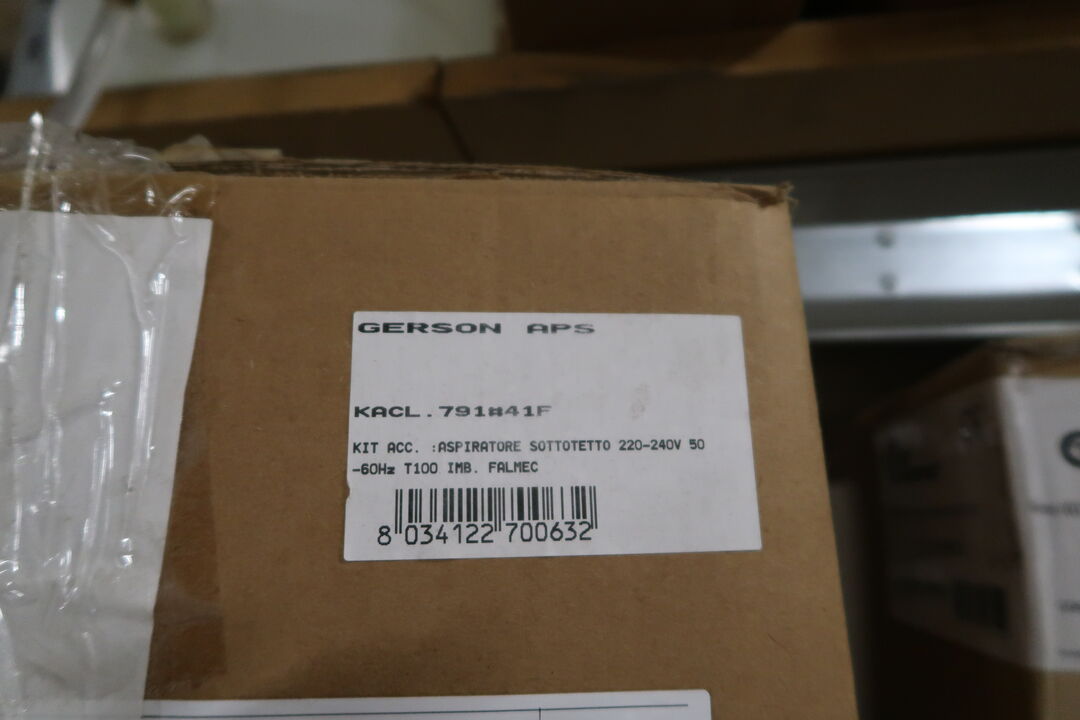 GERSON APS
KACL.791#41F
KIT ACC. :ASPIRATORE SOTTOTETTO 220-240V 50
-60Hz T100 IMB. FALMEC
8 034122 700632